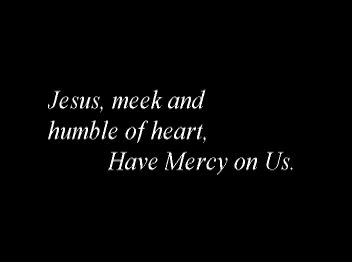 Jesus, meek and
humble of heart,
Have Mercy on Us.